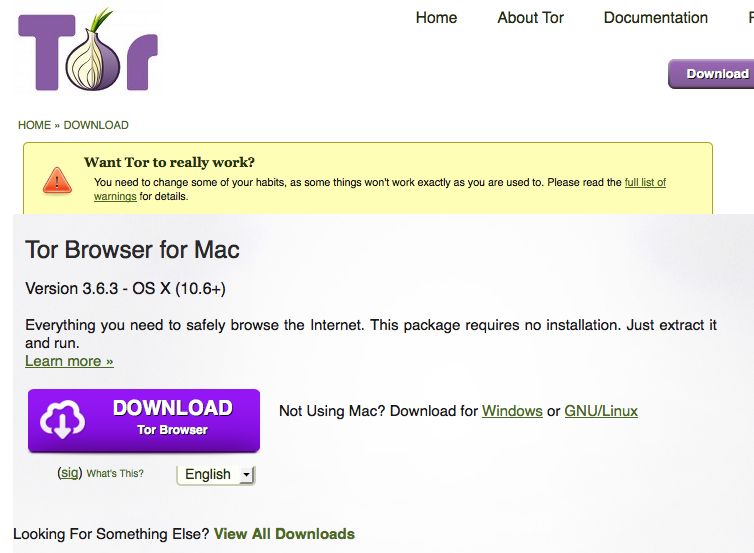 Tor
Home About Tor Documentation
Download
HOME » DOWNLOAD
Want Tor to really work?
You need to change some of your habits, as some things won't work exactly as you are used to. Please read the full list of
warnings for details.
Tor Browser for Mac
Version 3.6.3 - OS X (10.6+)
Everything you need to safely browse the Internet. This package requires no installation. Just extract it
and run.
Learn more »
DOWNLOAD
Tor Browser
Not Using Mac? Download for Windows or GNU/Linux
(sig) What's This? English
Looking For Something Else? View All Downloads